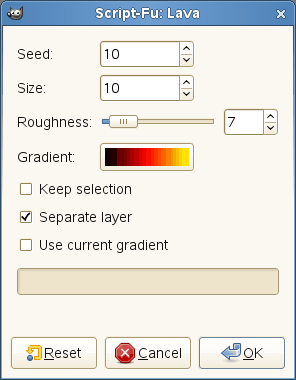 Script-Fu: Lava
Seed: 10
Size: 10
Roughness: 7
Gradient:
Keep selection
Separate layer
Use current gradient
Reset Cancel OK